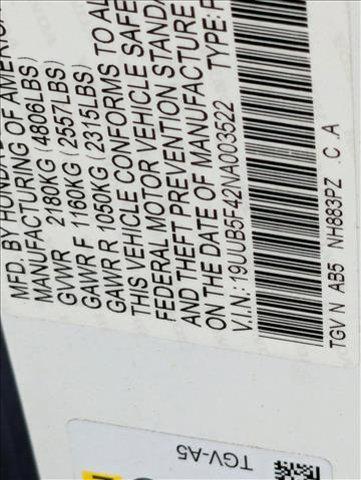 MFD. BY HONDA
MANUFACTURING OF AMERICA
GVWR 2180KG (4806LBS)
GAWR F 1160KG (2557LBS)
GAWR R 1050KG (2315LBS)
THIS VEHICLE CONFORMS TO AL
FEDERAL MOTOR VEHICLE SAFE
AND THEFT PREVENTION STANDA
ON THE DATE OF MANUFACTURE
V.I.N.: 19UUB5F42NA003522 TYPE: P
TGV N AB5 NH883PZ .C A
TGV-A5